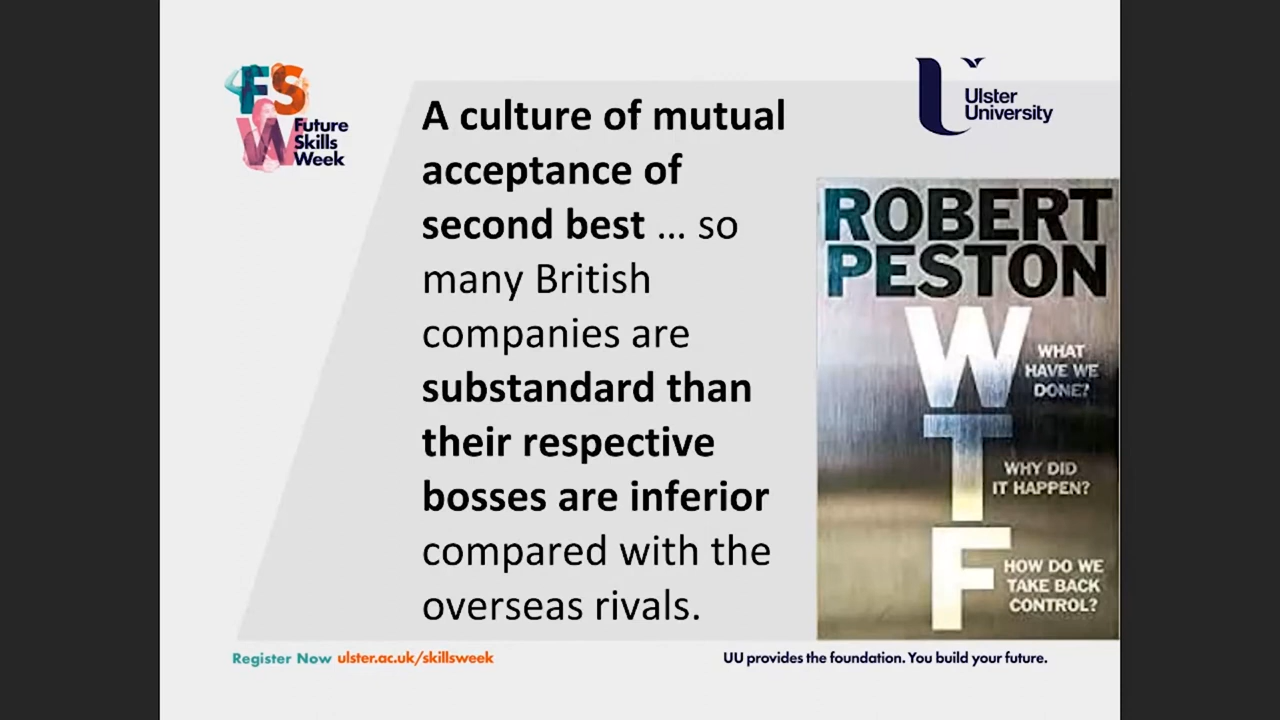 FS
W
Future
Skills
Week
Ulster
University
A culture of mutual
acceptance of
second best ... so
many British
companies are
substandard than
their respective
bosses are inferior
compared with the
overseas rivals.
ROBERT
PESTON
W
WHAT
HAVE WE
DONE?
T
WHY DID
IT HAPPEN?
F
HOW DO WE
TAKE BACK
CONTROL?
Register Now ulster.ac.uk/skillsweek
UU provides the foundation. You build your future.